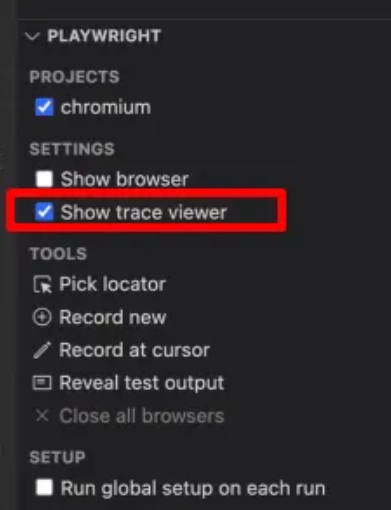 PLAYWRIGHT
PROJECTS
chromium
SETTINGS
Show browser
Show trace viewer
TOOLS
Pick locator
Record new
Record at cursor
Reveal test output
Close all browsers
SETUP
Run global setup on each run